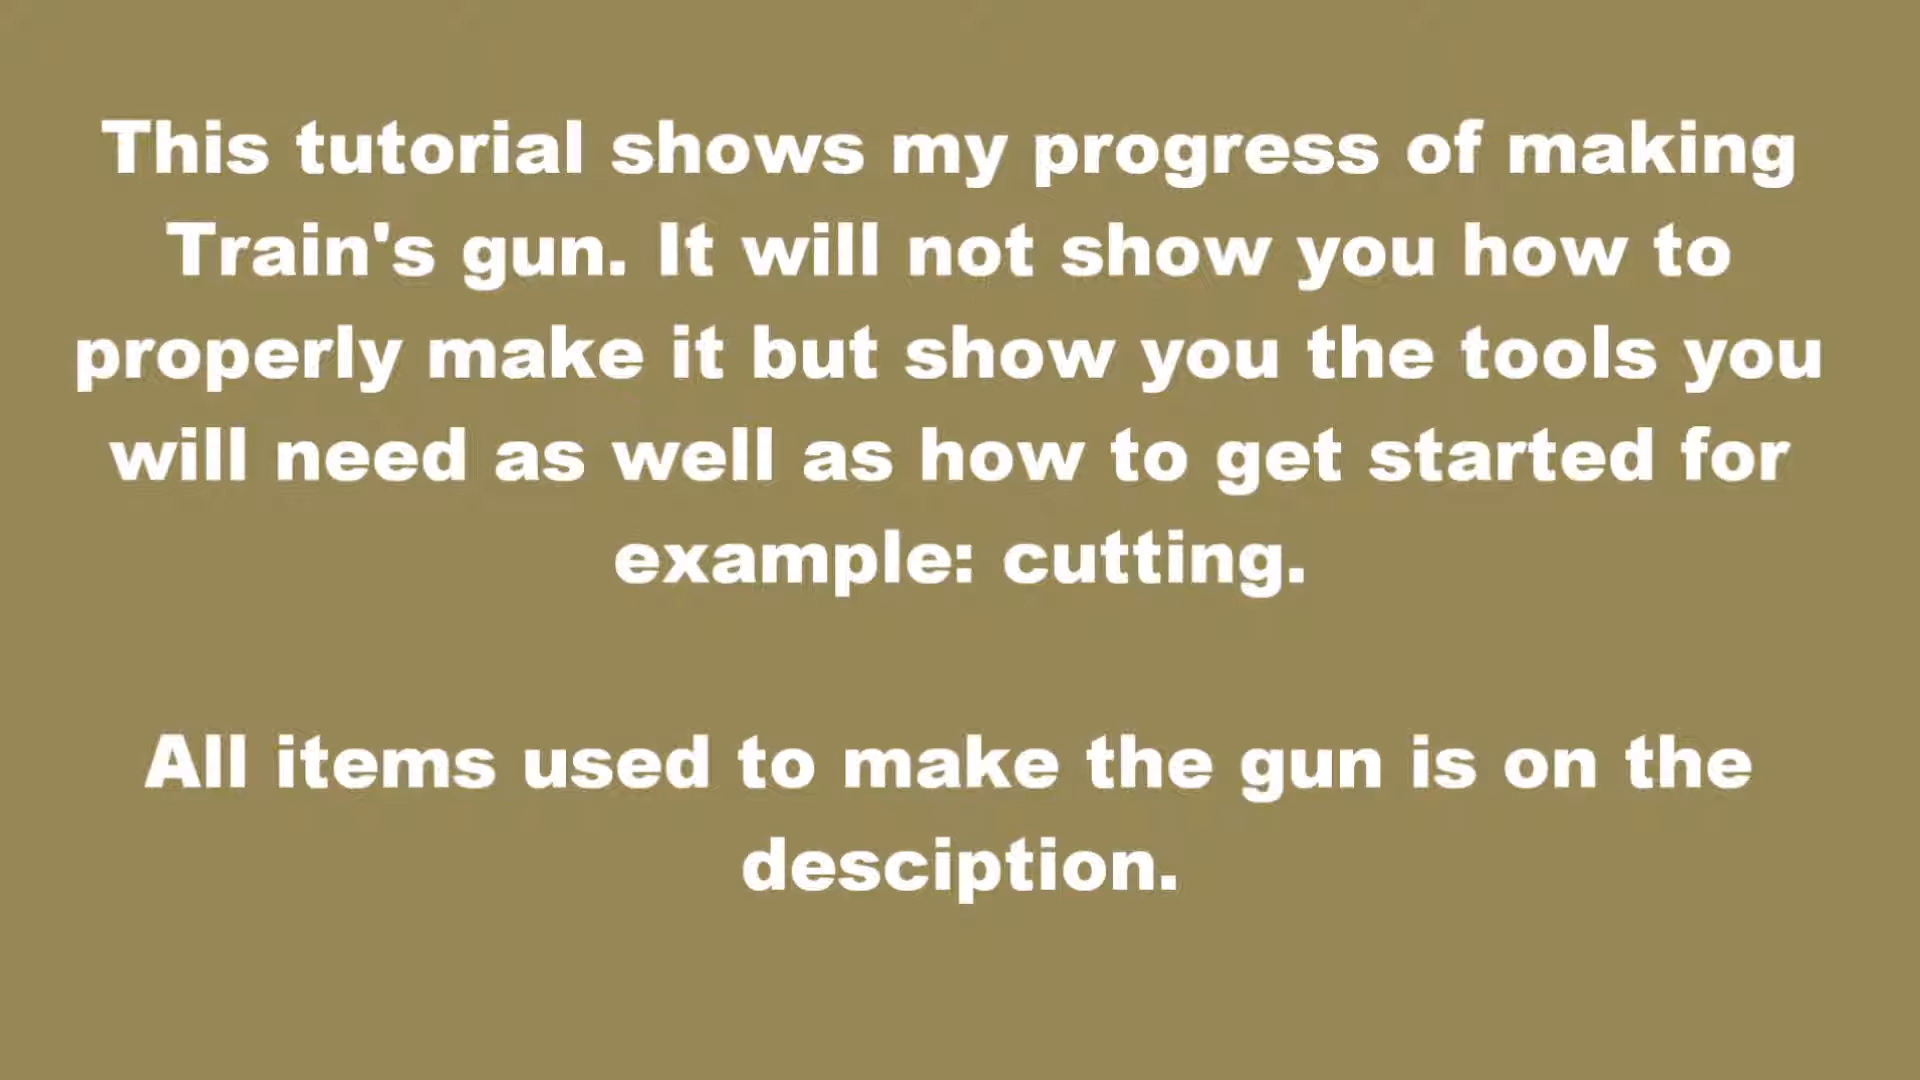 This tutorial shows my progress of making
Train's gun. It will not show you how to
properly make it but show you the tools you
will need as well as how to get started for
example: cutting.
All items used to make the gun is on the
desciption.